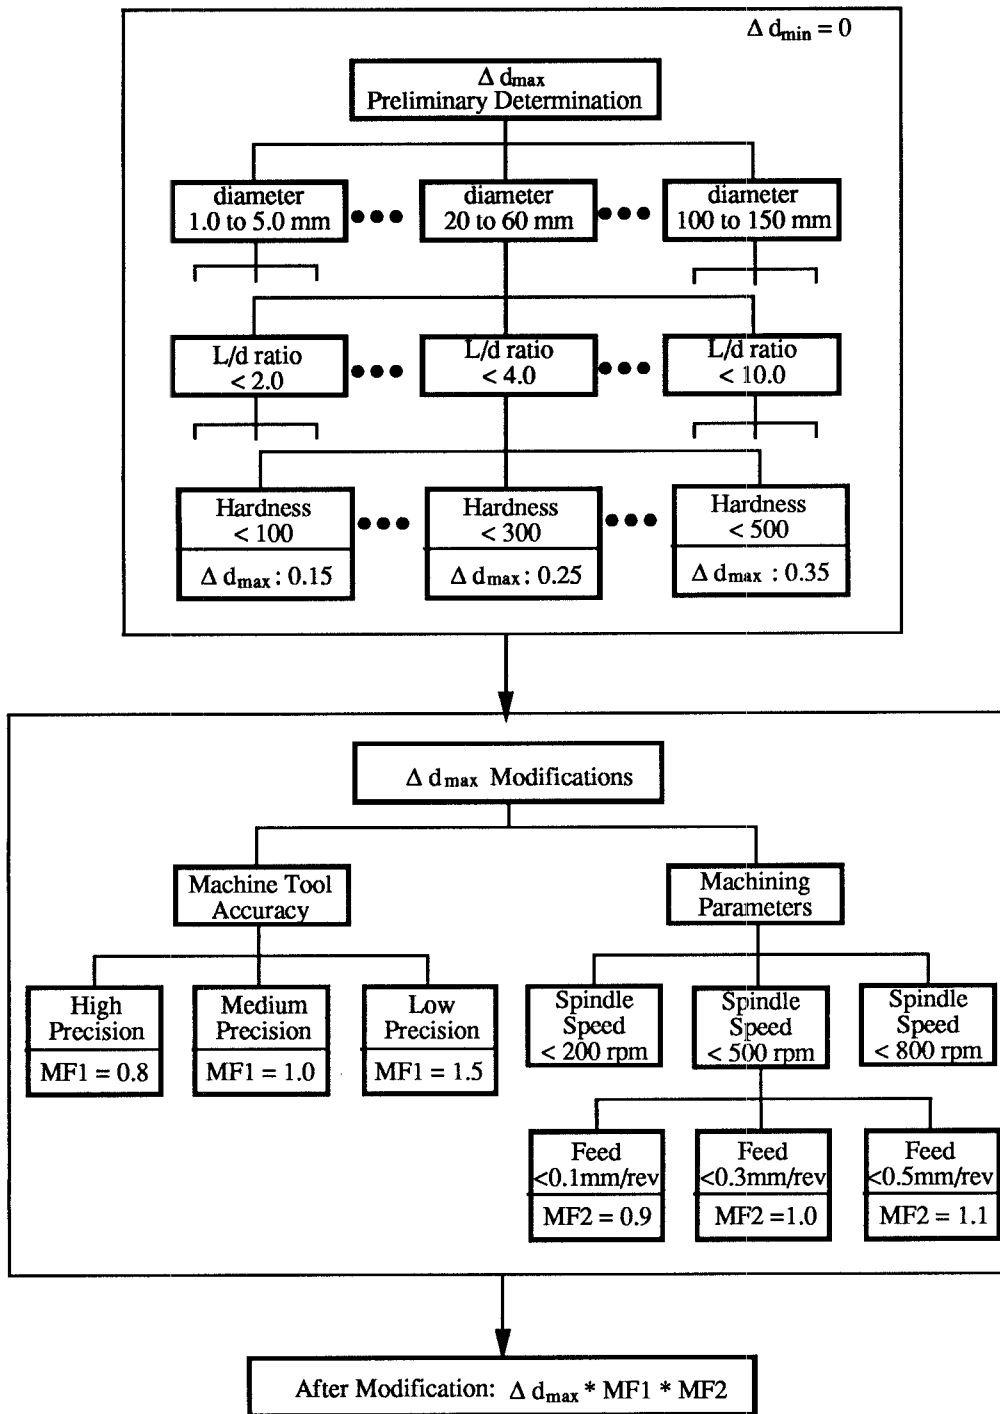 Δ dmin = 0
Δ dmax
Preliminary Determination
diameter
1.0 to 5.0 mm
diameter
20 to 60 mm
diameter
100 to 150 mm
L/d ratio
< 2.0
L/d ratio
< 4.0
L/d ratio
< 10.0
Hardness
< 100
Δ dmax : 0.15
Hardness
< 300
Δ dmax : 0.25
Hardness
< 500
Δ dmax : 0.35
Δ dmax Modifications
Machine Tool
Accuracy
Machining
Parameters
High
Precision
MF1 = 0.8
Medium
Precision
MF1 = 1.0
Low
Precision
MF1 = 1.5
Spindle
Speed
< 200 rpm
Spindle
Speed
< 500 rpm
Spindle
Speed
< 800 rpm
Feed
<0.1mm/rev
MF2 = 0.9
Feed
<0.3mm/rev
MF2 =1.0
Feed
<0.5mm/rev
MF2 = 1.1
After Modification: Δ dmax * MF1 * MF2